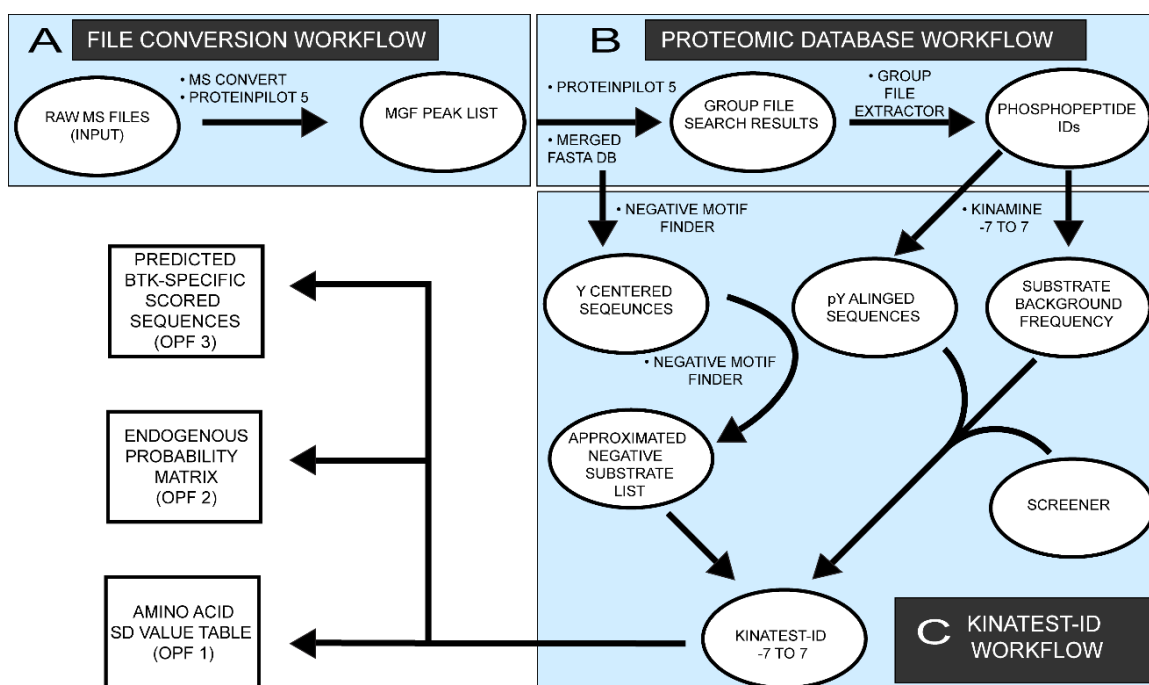 A
FILE CONVERSION WORKFLOW
• MS CONVERT
• PROTEINPILOT 5
RAW MS FILES
(INPUT)
MGF PEAK LIST
B
PROTEOMIC DATABASE WORKFLOW
• PROTEINPILOT 5
• MERGED
FASTA DB
GROUP FILE
SEARCH RESULTS
• GROUP
FILE
EXTRACTOR
PHOSPHOPEPTIDE
IDs
• NEGATIVE MOTIF
FINDER
• KINAMINE
-7 TO 7
Y CENTERED
SEQEUNCES
pY ALINGED
SEQUENCES
SUBSTRATE
BACKGROUND
FREQUENCY
• NEGATIVE MOTIF
FINDER
APPROXIMATED
NEGATIVE
SUBSTRATE
LIST
SCREENER
KINATEST-ID
-7 TO 7
C
KINATEST-ID
WORKFLOW
PREDICTED
BTK-SPECIFIC
SCORED
SEQUENCES
(OPF 3)
ENDOGENOUS
PROBABILITY
MATRIX
(OPF 2)
AMINO ACID
SD VALUE TABLE
(OPF 1)